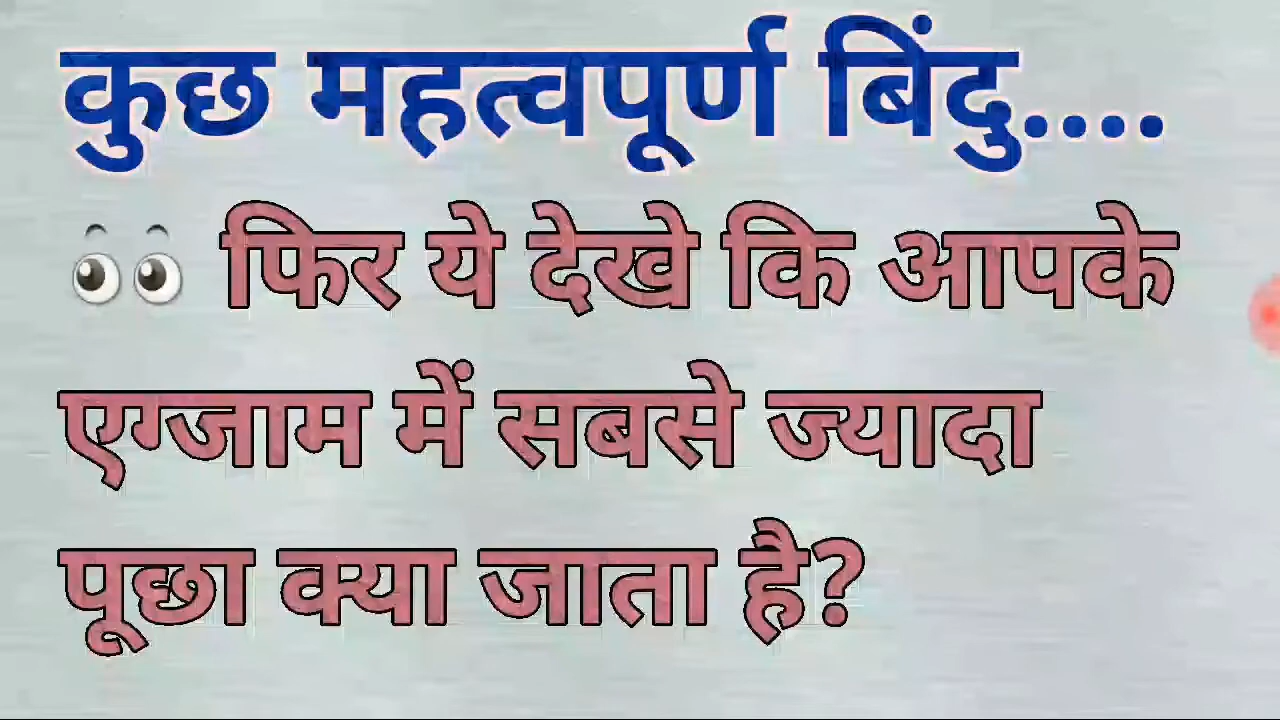 कुछ महत्वपूर्ण बिंदु....
👀 फिर ये देखे कि आपके
एग्जाम में सबसे ज्यादा
पूछा क्या जाता है?